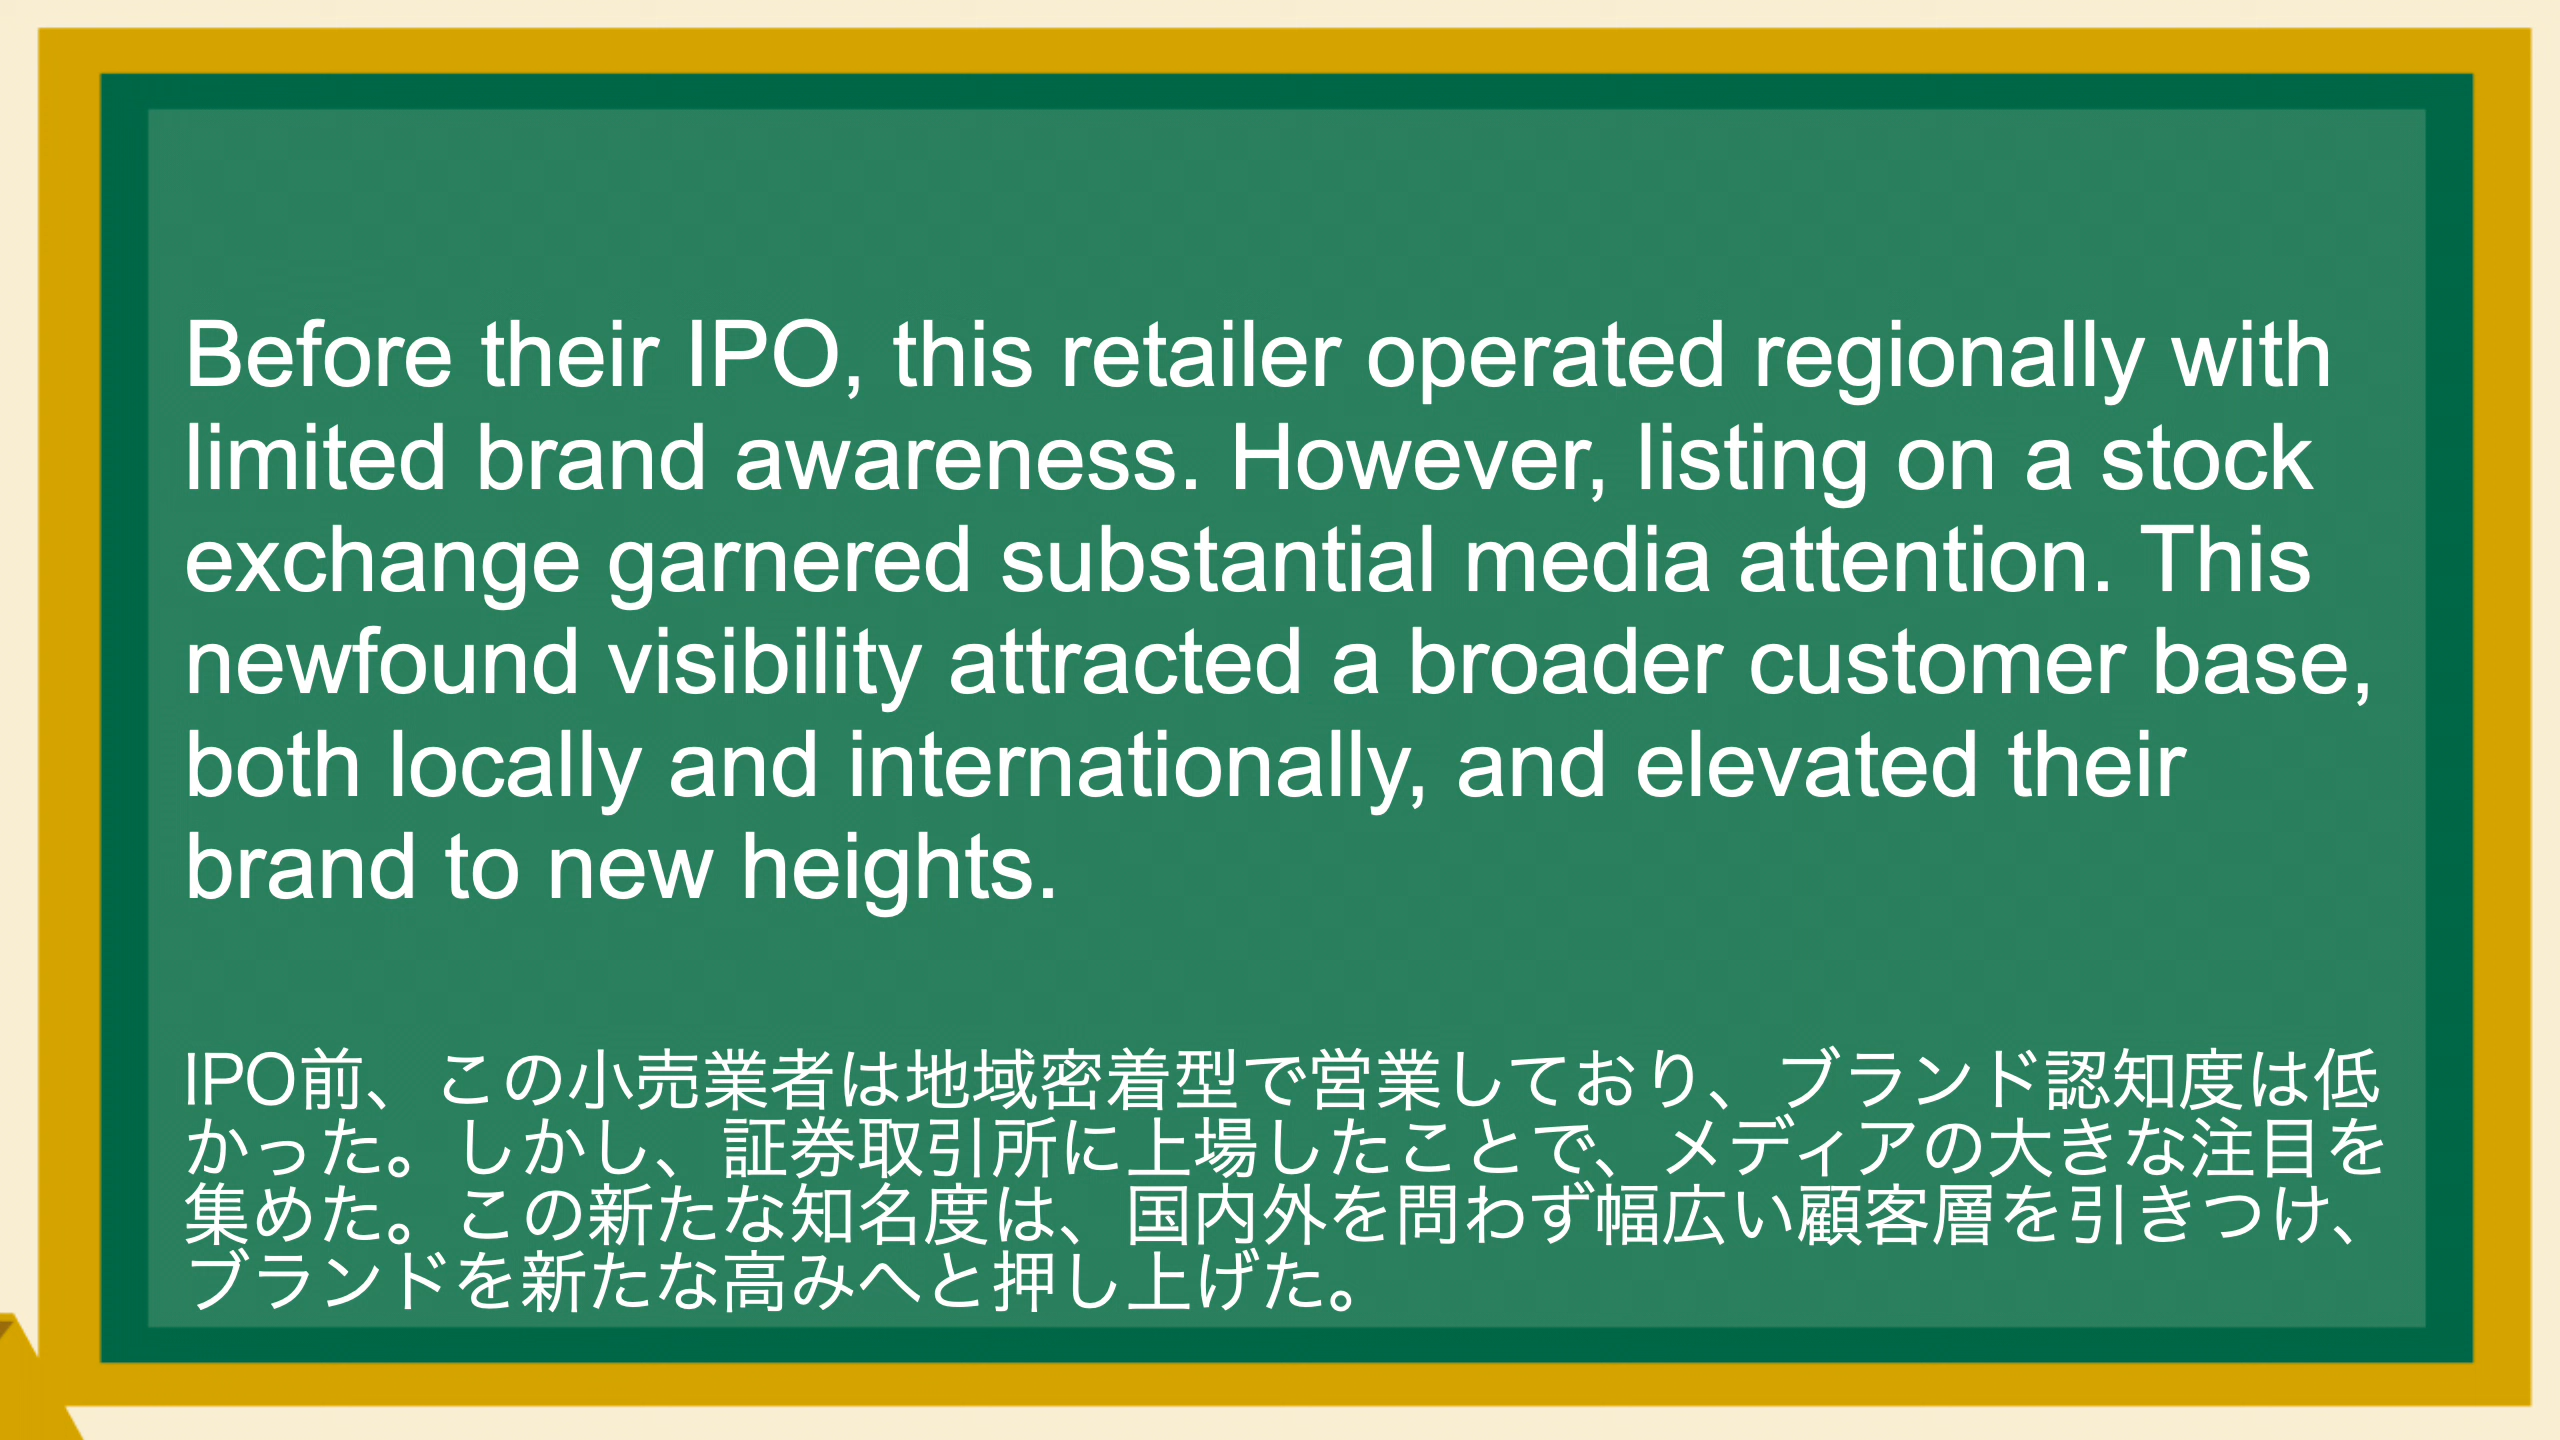 Before their IPO, this retailer operated regionally with
limited brand awareness. However, listing on a stock
exchange garnered substantial media attention. This
newfound visibility attracted a broader customer base,
both locally and internationally, and elevated their
brand to new heights.
IPO前、この小売業者は地域密着型で営業しており、ブランド認知度は低
かった。しかし、証券取引所に上場したことで、メディアの大きな注目を
集めた。この新たな知名度は、国内外を問わず幅広い顧客層を引きつけ、
ブランドを新たな高みへと押し上げた。